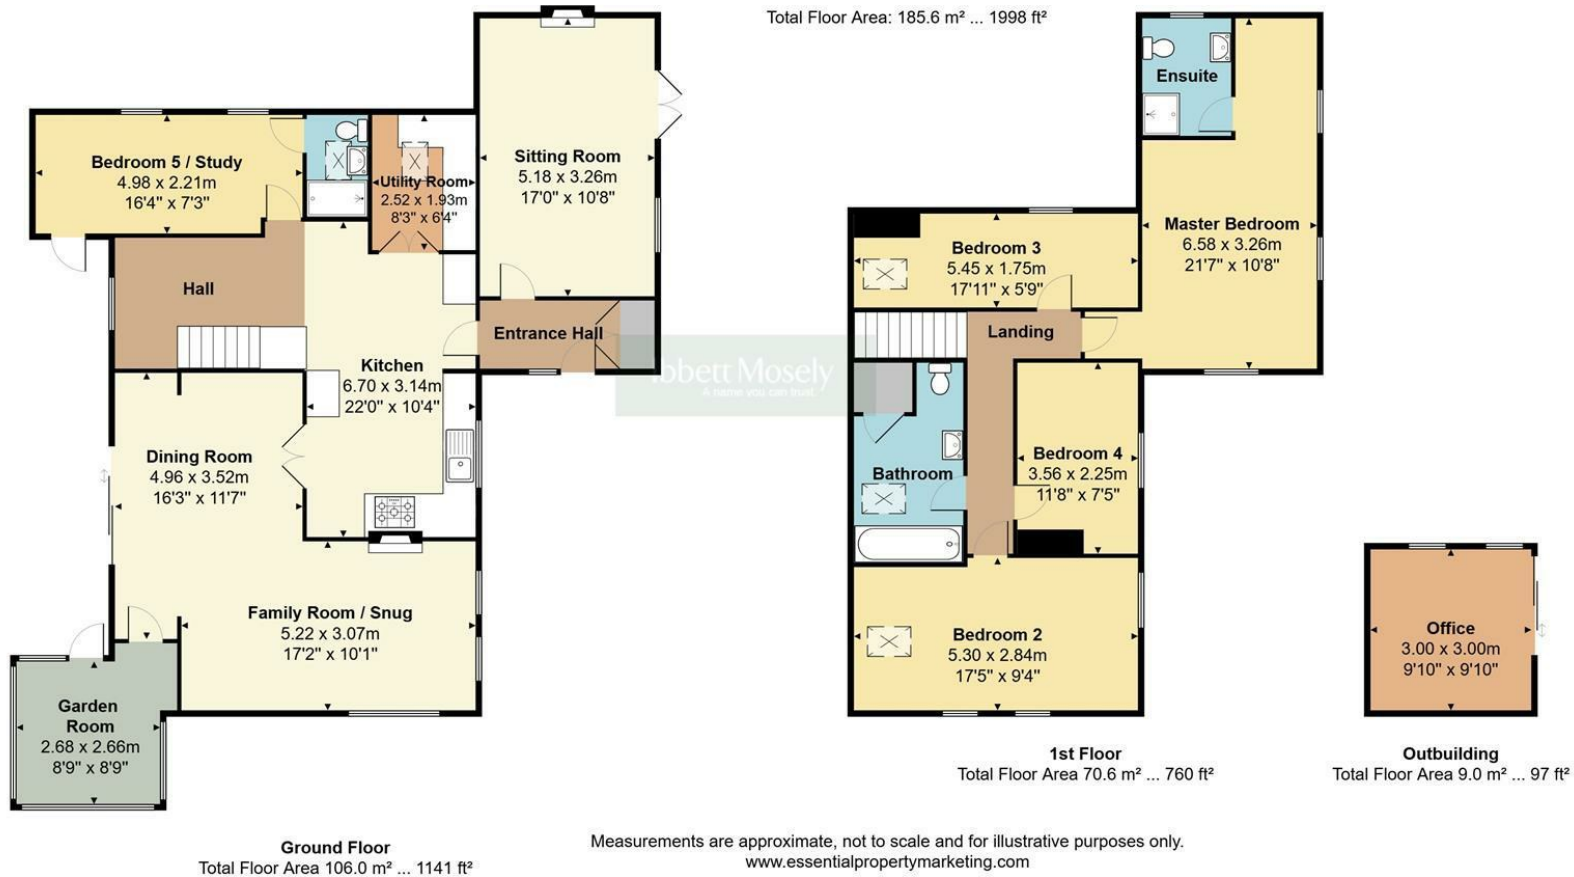 Total Floor Area: 185.6 m² ... 1998 ft²
Bedroom 5 / Study
4.98 x 2.21m
16'4" x 7'3"
Utility Room
2.52 x 1.93m
8'3" x 6'4"
Sitting Room
5.18 x 3.26m
17'0" x 10'8"
Hall
Entrance Hall
Kitchen
6.70 x 3.14m
22'0" x 10'4"
Dining Room
4.96 x 3.52m
16'3" x 11'7"
Family Room / Snug
5.22 x 3.07m
17'2" x 10'1"
Garden
Room
2.68 x 2.66m
8'9" x 8'9"
Ground Floor
Total Floor Area 106.0 m² ... 1141 ft²
Ibbett Mosely
A name you can trust
Ensuite
Master Bedroom
6.58 x 3.26m
21'7" x 10'8"
Bedroom 3
5.45 x 1.75m
17'11" x 5'9"
Landing
Bathroom
Bedroom 4
3.56 x 2.25m
11'8" x 7'5"
Bedroom 2
5.30 x 2.84m
17'5" x 9'4"
1st Floor
Total Floor Area 70.6 m² ... 760 ft²
Office
3.00 x 3.00m
9'10" x 9'10"
Outbuilding
Total Floor Area 9.0 m² ... 97 ft²
Measurements are approximate, not to scale and for illustrative purposes only.
www.essentialpropertymarketing.com